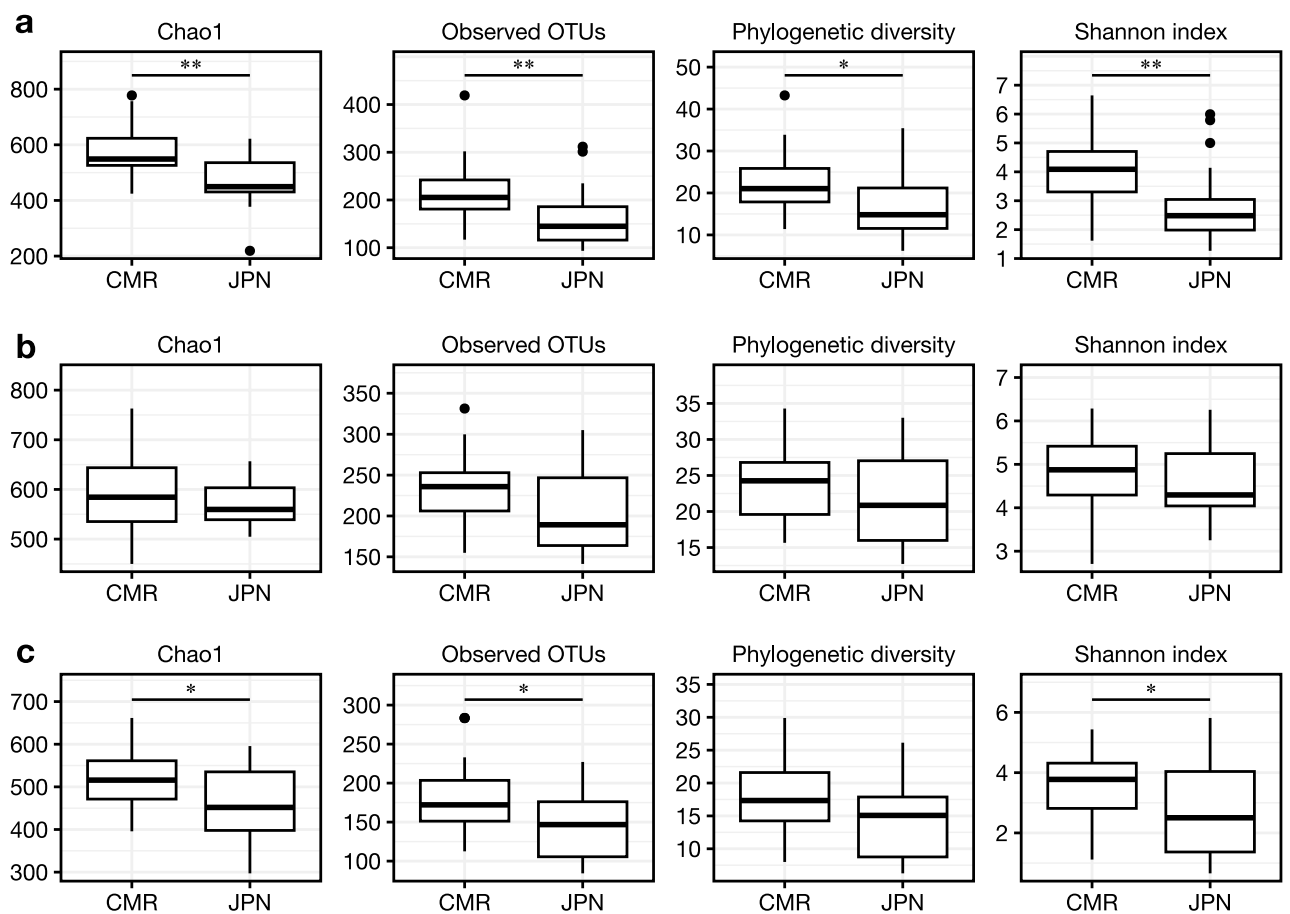 a
Chao1 Observed OTUs Phylogenetic diversity Shannon index
** ** * **
800
600
400
200
CMR JPN
400
300
200
100
CMR JPN
50
40
30
20
10
CMR JPN
7
6
5
4
3
2
1
CMR JPN
b
Chao1 Observed OTUs Phylogenetic diversity Shannon index
800
700
600
500
CMR JPN
350
300
250
200
150
CMR JPN
35
30
25
20
15
CMR JPN
7
6
5
4
3
CMR JPN
c
Chao1 Observed OTUs Phylogenetic diversity Shannon index
* * *
700
600
500
400
300
CMR JPN
300
250
200
150
100
CMR JPN
35
30
25
20
15
10
CMR JPN
6
4
2
CMR JPN